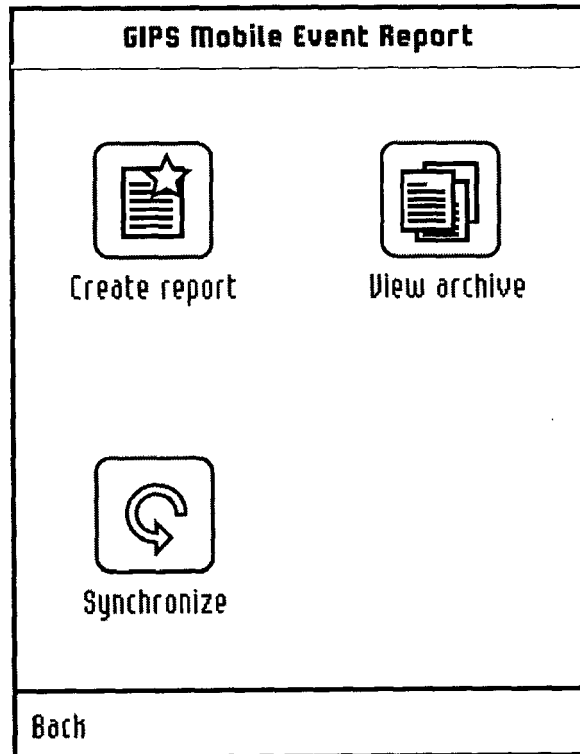 GIPS Mobile Event Report
Create report
View archive
Synchronize
Back